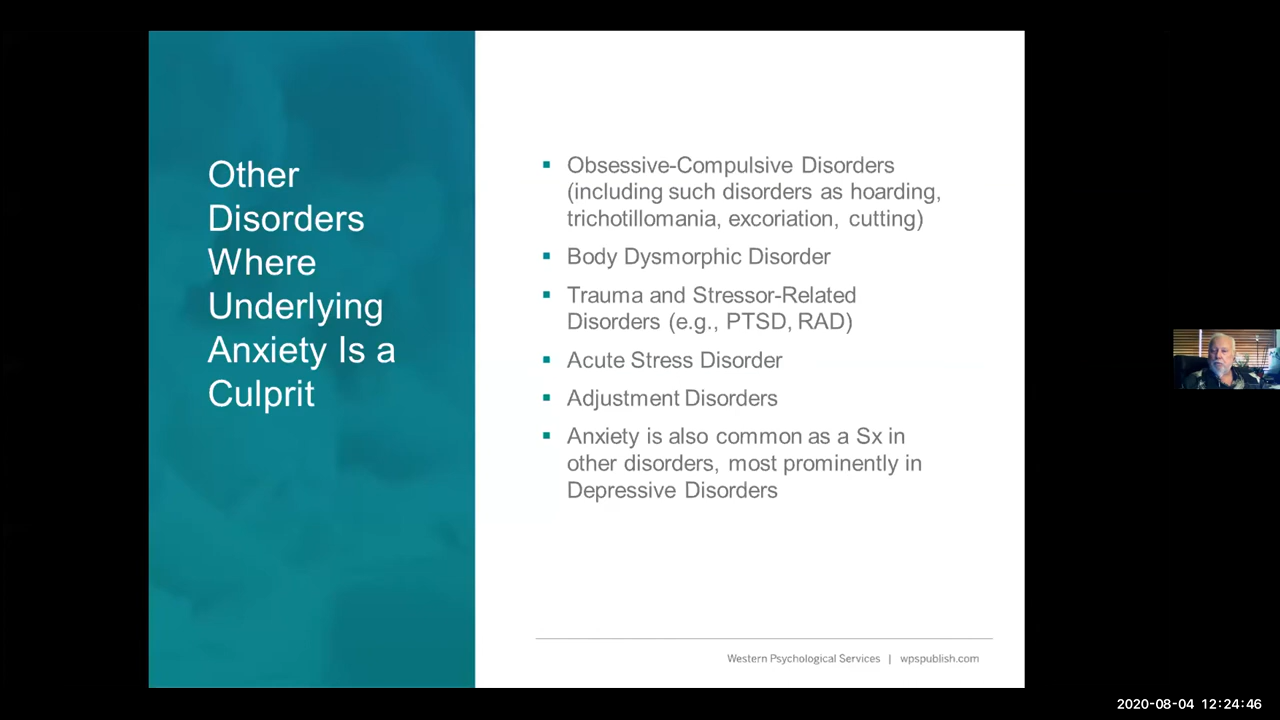 Other
Disorders
Where
Underlying
Anxiety Is a
Culprit
▪ Obsessive-Compulsive Disorders
(including such disorders as hoarding,
trichotillomania, excoriation, cutting)
▪ Body Dysmorphic Disorder
▪ Trauma and Stressor-Related
Disorders (e.g., PTSD, RAD)
▪ Acute Stress Disorder
▪ Adjustment Disorders
▪ Anxiety is also common as a Sx in
other disorders, most prominently in
Depressive Disorders
Western Psychological Services | wpspublish.com
2020-08-04 12:24:46